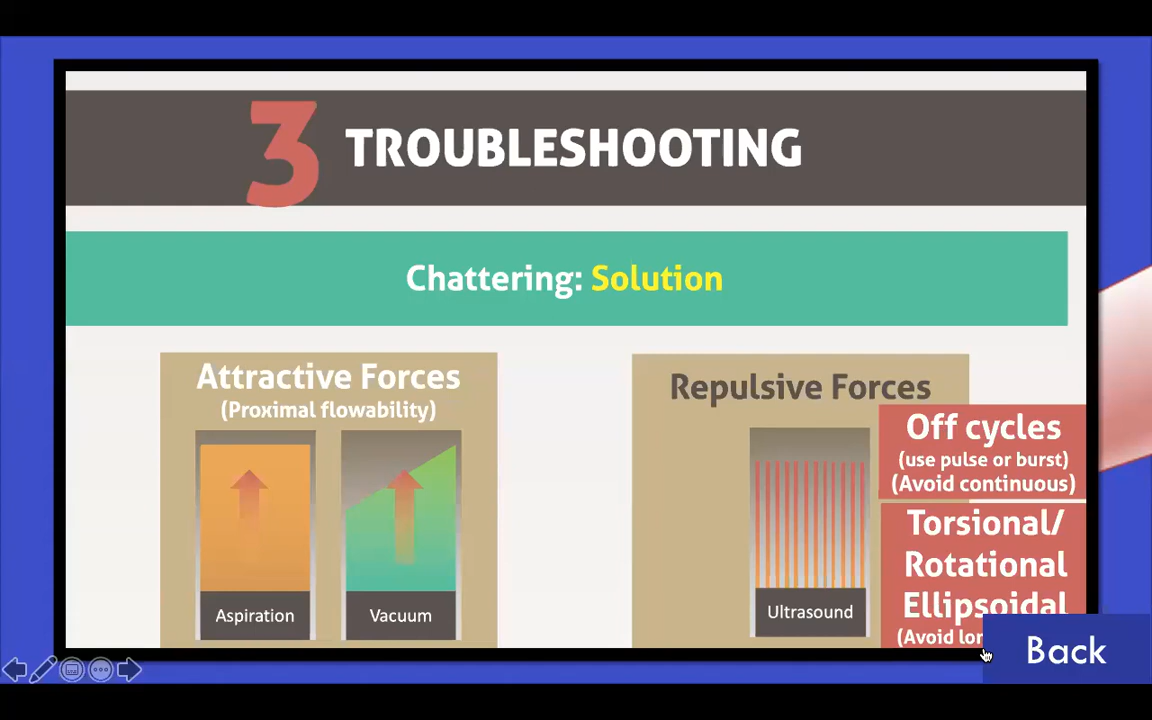 3 TROUBLESHOOTING
Chattering: Solution
Attractive Forces
(Proximal flowability)
Aspiration
Vacuum
Repulsive Forces
Ultrasound
Off cycles
(use pulse or burst)
(Avoid continuous)
Torsional/
Rotational
Ellipsoidal
(Avoid
Back